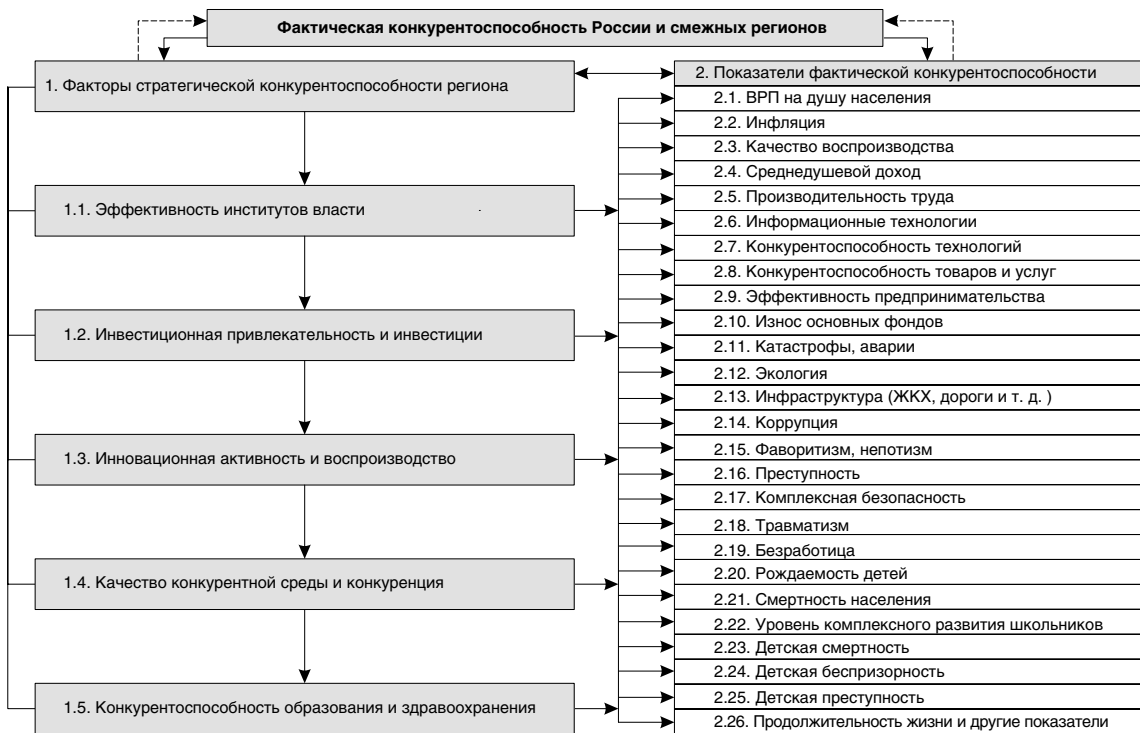 Фактическая конкурентоспособность России и смежных регионов
1. Факторы стратегической конкурентоспособности региона
1.1. Эффективность институтов власти
1.2. Инвестиционная привлекательность и инвестиции
1.3. Инновационная активность и воспроизводство
1.4. Качество конкурентной среды и конкуренция
1.5. Конкурентоспособность образования и здравоохранения
2. Показатели фактической конкурентоспособности
2.1. ВРП на душу населения
2.2. Инфляция
2.3. Качество воспроизводства
2.4. Среднедушевой доход
2.5. Производительность труда
2.6. Информационные технологии
2.7. Конкурентоспособность технологий
2.8. Конкурентоспособность товаров и услуг
2.9. Эффективность предпринимательства
2.10. Износ основных фондов
2.11. Катастрофы, аварии
2.12. Экология
2.13. Инфраструктура (ЖКХ, дороги и т. д. )
2.14. Коррупция
2.15. Фаворитизм, непотизм
2.16. Преступность
2.17. Комплексная безопасность
2.18. Травматизм
2.19. Безработица
2.20. Рождаемость детей
2.21. Смертность населения
2.22. Уровень комплексного развития школьников
2.23. Детская смертность
2.24. Детская беспризорность
2.25. Детская преступность
2.26. Продолжительность жизни и другие показатели